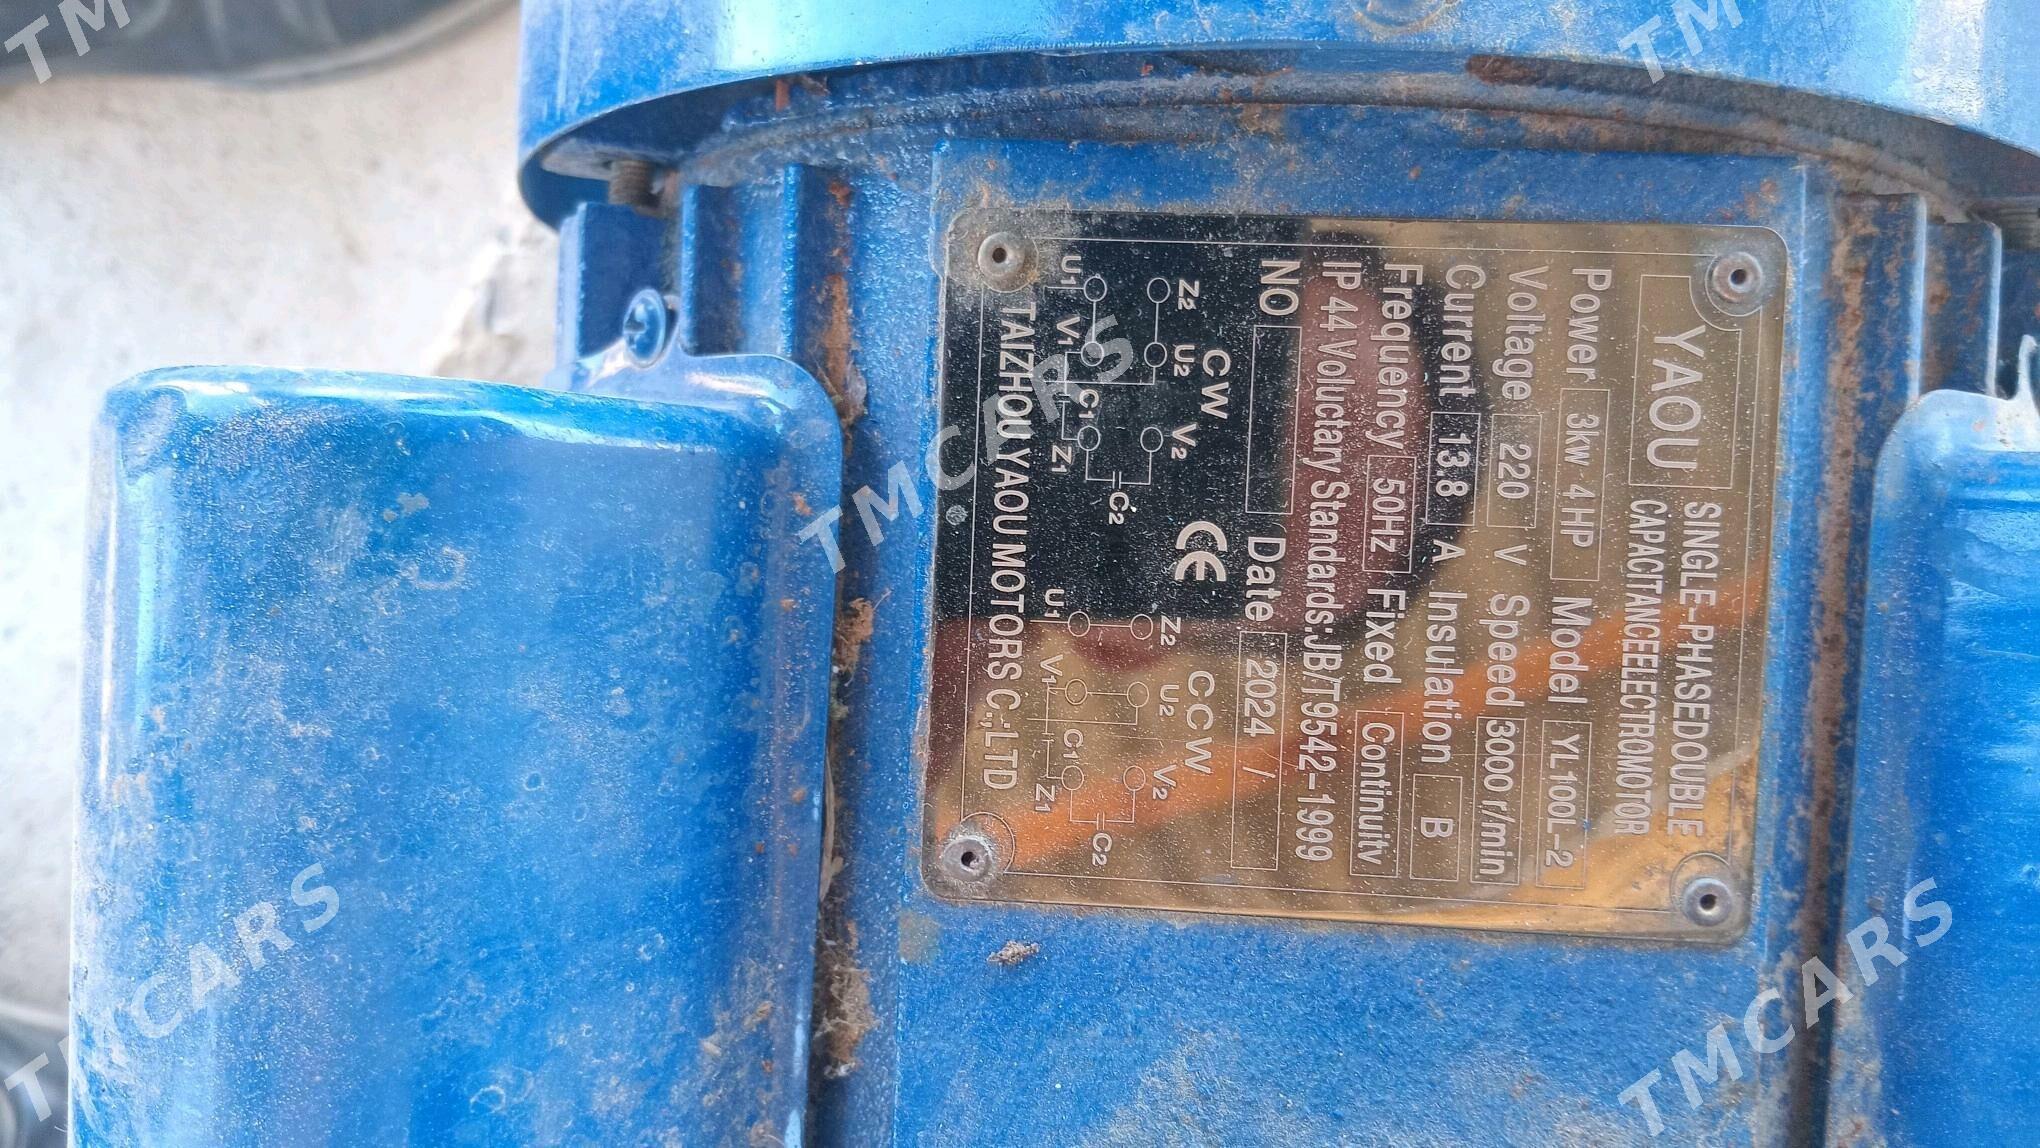 YAOU
SINGLE-PHASEDOUBLE
CAPACITANCEELECTROMOTOR
Power 3kw 4HP Model YL100L-2
Voltage 220 V Speed 3000 r/min
Current 13.8 A Insulation B
Frequency 50Hz Fixed Continuitv
IP 44 Voluctary Standards:JB/T9542-1999
NO Date 2024 /
CW CE CCW
Z2 U2 V2 Z2 U2 V2
C1 C2 C1 C2
U1 V1 Z1 U1 V1 Z1
TAIZHOU YAOU MOTORS C.,LTD
TMCARS
TMCARS
TMCARS
TMCARS
TMCARS
TM
TM